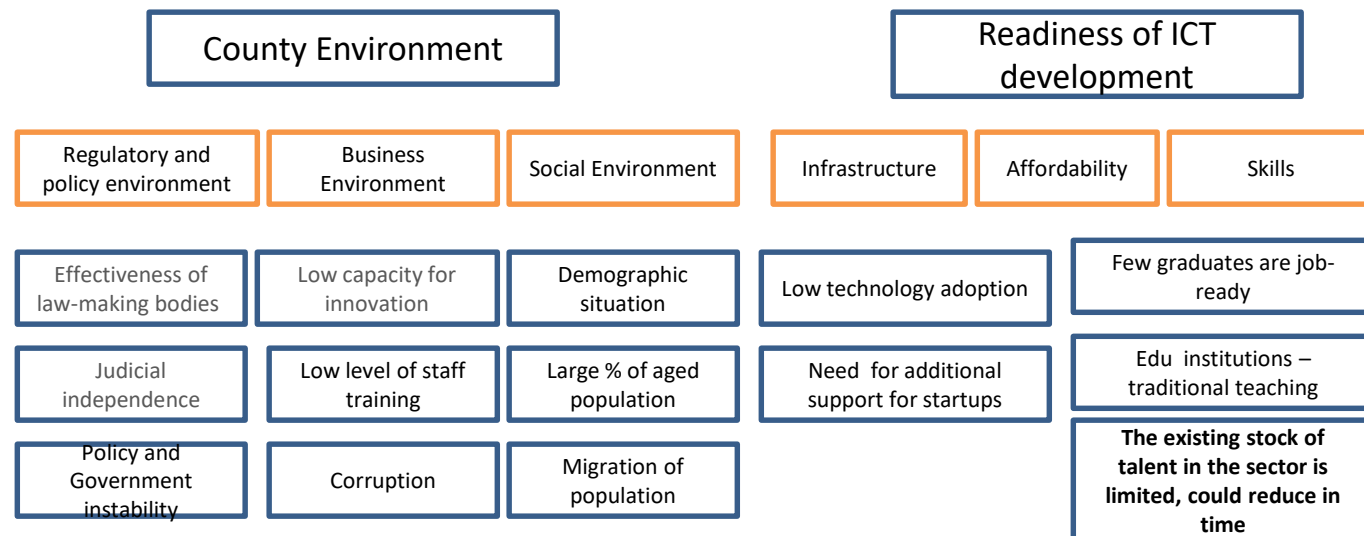 County Environment
Readiness of ICT
development
Regulatory and
policy environment
Business
Environment
Social Environment
Infrastructure
Affordability
Skills
Effectiveness of
law-making bodies
Low capacity for
innovation
Demographic
situation
Low technology adoption
Few graduates are job-
ready
Judicial
independence
Low level of staff
training
Large % of aged
population
Need for additional
support for startups
Edu institutions –
traditional teaching
Policy and
Government
instability
Corruption
Migration of
population
The existing stock of
talent in the sector is
limited, could reduce in
time